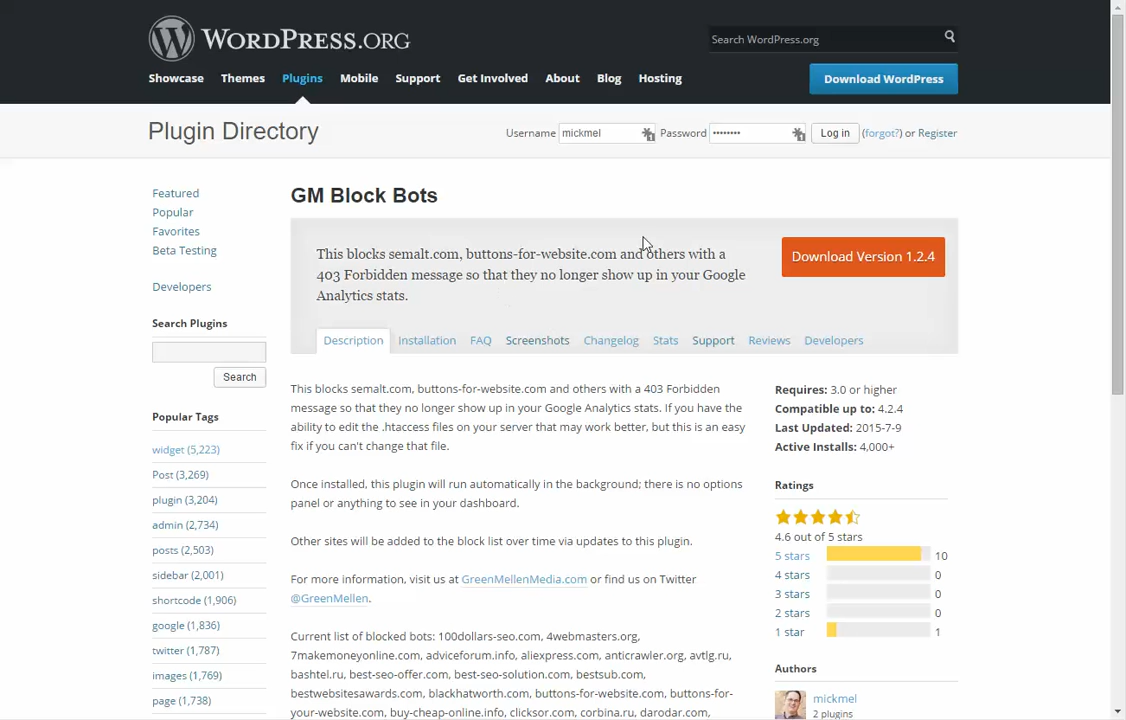 WORDPRESS.ORG
Search WordPress.org
Showcase Themes Plugins Mobile Support Get Involved About Blog Hosting
Download WordPress
Plugin Directory
Username mickmel Password •••••••• Log in (forgot?) or Register
Featured
Popular
Favorites
Beta Testing
Developers
Search Plugins
Search
Popular Tags
widget (5,223)
Post (3,269)
plugin (3,204)
admin (2,734)
posts (2,503)
sidebar (2,001)
shortcode (1,906)
google (1,836)
twitter (1,787)
images (1,769)
page (1,738)
GM Block Bots
This blocks semalt.com, buttons-for-website.com and others with a
403 Forbidden message so that they no longer show up in your Google
Analytics stats.
Download Version 1.2.4
Description Installation FAQ Screenshots Changelog Stats Support Reviews Developers
This blocks semalt.com, buttons-for-website.com and others with a 403 Forbidden
message so that they no longer show up in your Google Analytics stats. If you have the
ability to edit the .htaccess files on your server that may work better, but this is an easy
fix if you can't change that file.
Once installed, this plugin will run automatically in the background; there is no options
panel or anything to see in your dashboard.
Other sites will be added to the block list over time via updates to this plugin.
For more information, visit us at GreenMellenMedia.com or find us on Twitter
@GreenMellen.
Current list of blocked bots: 100dollars-seo.com, 4webmasters.org,
7makemoneyonline.com, adviceforum.info, aliexpress.com, anticrawler.org, avtlg.ru,
bashtel.ru, best-seo-offer.com, best-seo-solution.com, bestsub.com,
bestwebsitesawards.com, blackhatworth.com, buttons-for-website.com, buttons-for-
your-website.com, buy-cheap-online.info, clicksor.com, corbina.ru, darodar.com,
Requires: 3.0 or higher
Compatible up to: 4.2.4
Last Updated: 2015-7-9
Active Installs: 4,000+
Ratings
4.6 out of 5 stars
5 stars 10
4 stars 0
3 stars 0
2 stars 0
1 star 1
Authors
mickmel
2 plugins